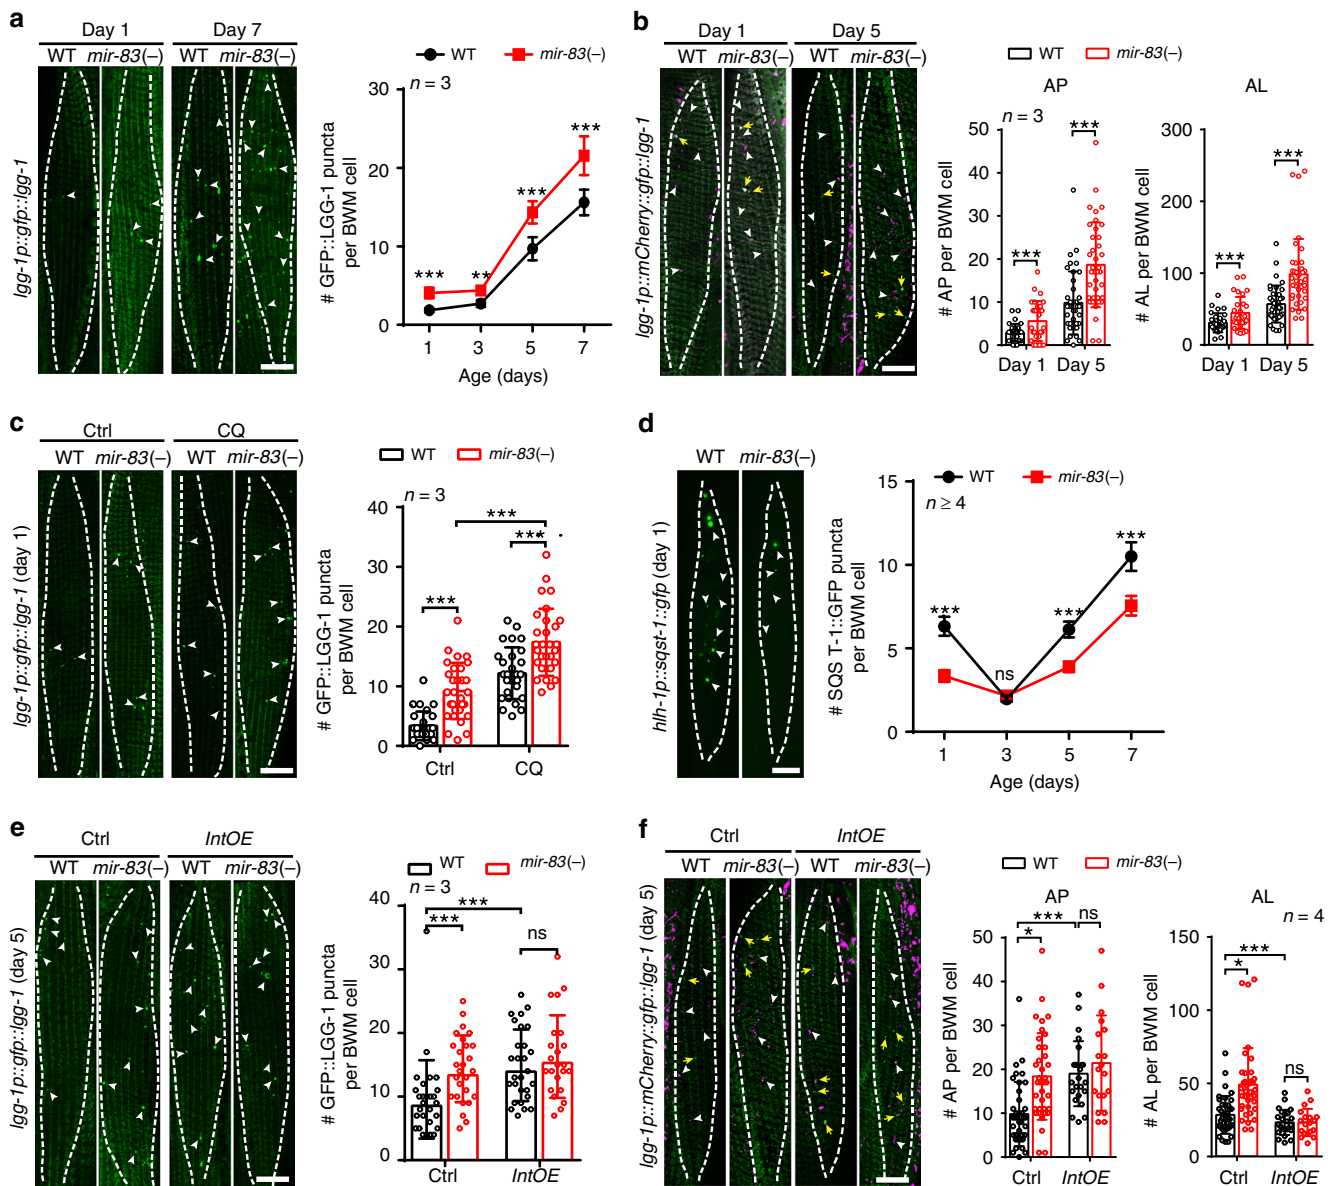 a
Day 1 Day 7
WT mir-83(–) WT mir-83(–)
lgg-1p::gfp::lgg-1
WT mir-83(–)
n = 3
# GFP::LGG-1 puncta
per BWM cell
30
20
10
0
*** ** *** ***
1 3 5 7
Age (days)
b
Day 1 Day 5
WT mir-83(–) WT mir-83(–)
lgg-1p::mCherry::gfp::lgg-1
WT mir-83(–)
AP
n = 3
# AP per BWM cell
50
40
30
20
10
0
*** ***
Day 1 Day 5
AL
# AL per BWM cell
300
200
100
0
*** ***
Day 1 Day 5
c
Ctrl CQ
WT mir-83(–) WT mir-83(–)
lgg-1p::gfp::lgg-1 (day 1)
WT mir-83(–)
n = 3
# GFP::LGG-1 puncta
per BWM cell
40
30
20
10
0
*** *** ***
Ctrl CQ
d
WT mir-83(–)
hlh-1p::sqst-1::gfp (day 1)
WT mir-83(–)
n ≥ 4
# SQS T-1::GFP puncta
per BWM cell
15
10
5
0
*** ns *** ***
1 3 5 7
Age (days)
e
Ctrl IntOE
WT mir-83(–) WT mir-83(–)
lgg-1p::gfp::lgg-1 (day 5)
WT mir-83(–)
n = 3
# GFP::LGG-1 puncta
per BWM cell
40
30
20
10
0
*** *** ns
Ctrl IntOE
f
Ctrl IntOE
WT mir-83(–) WT mir-83(–)
lgg-1p::mCherry::gfp::lgg-1 (day 5)
WT mir-83(–)
AP
# AP per BWM cell
50
40
30
20
10
0
* *** ns
Ctrl IntOE
AL
n = 4
# AL per BWM cell
150
100
50
0
*** * ns
Ctrl IntOE